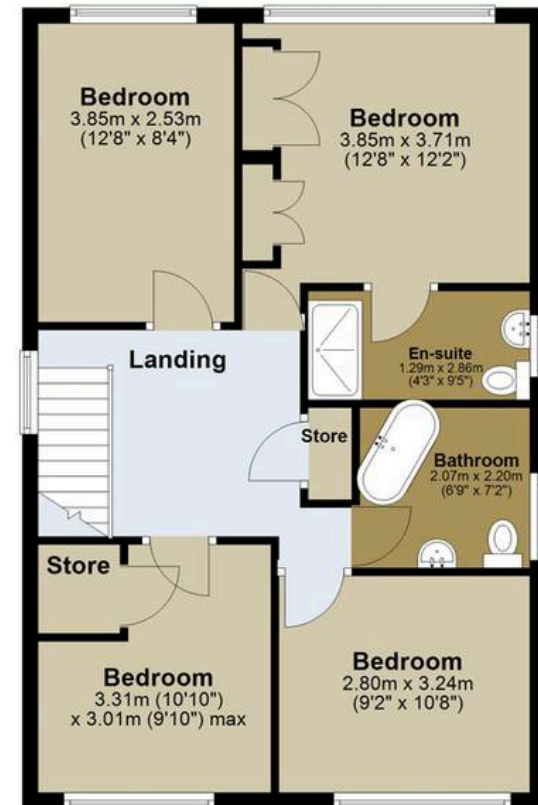 Bedroom
3.85m x 2.53m
(12'8" x 8'4")
Bedroom
3.85m x 3.71m
(12'8" x 12'2")
Landing
En-suite
1.29m x 2.86m
(4'3" x 9'5")
Store
Bathroom
2.07m x 2.20m
(6'9" x 7'2")
Store
Bedroom
3.31m (10'10")
x 3.01m (9'10") max
Bedroom
2.80m x 3.24m
(9'2" x 10'8")